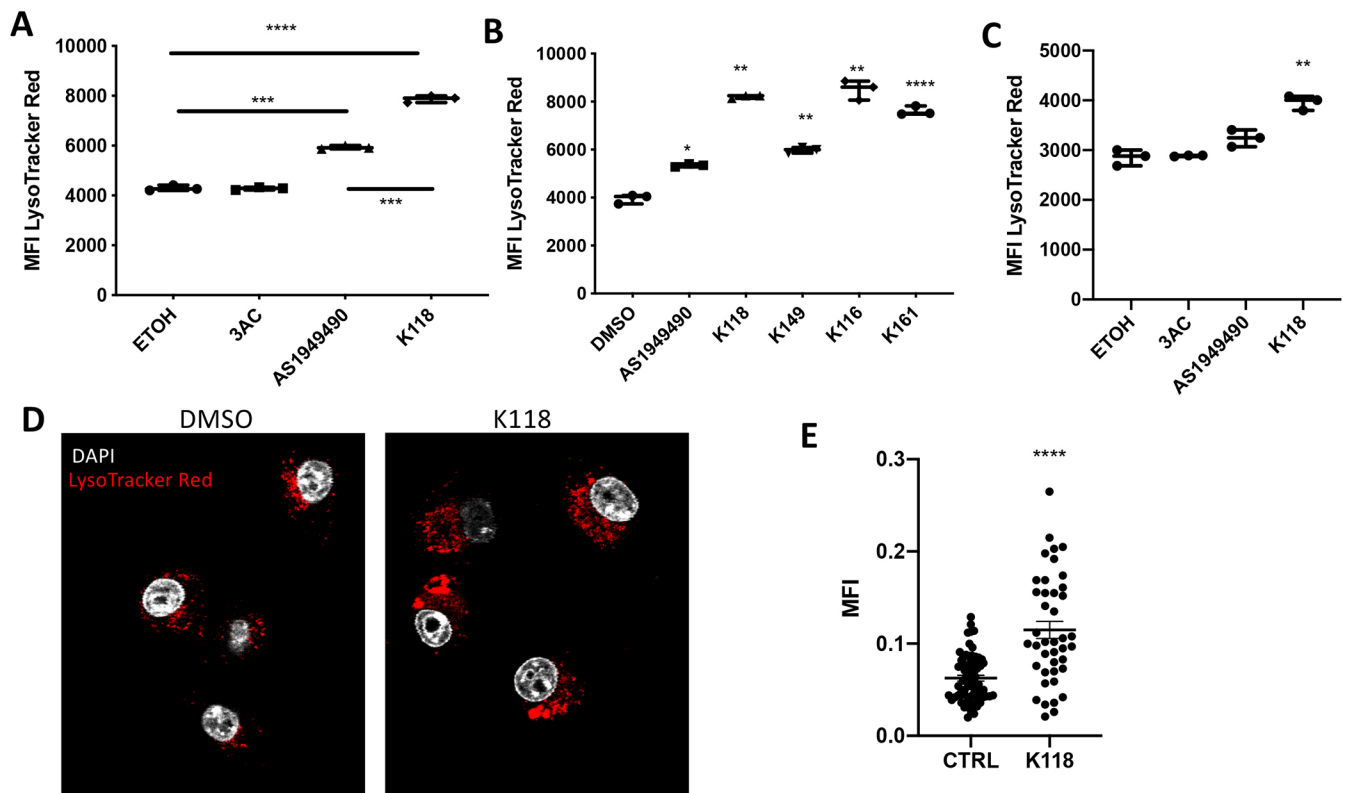 A
MFI LysoTracker Red
10000
8000
6000
4000
2000
0
****
***
***
ETOH
3AC
AS1949490
K118
B
MFI LysoTracker Red
10000
8000
6000
4000
2000
0
*
**
**
**
****
DMSO
AS1949490
K118
K149
K116
K161
C
MFI LysoTracker Red
5000
4000
3000
2000
1000
0
**
ETOH
3AC
AS1949490
K118
D
DMSO
K118
DAPI
LysoTracker Red
E
MFI
0.3
0.2
0.1
0.0
****
CTRL
K118